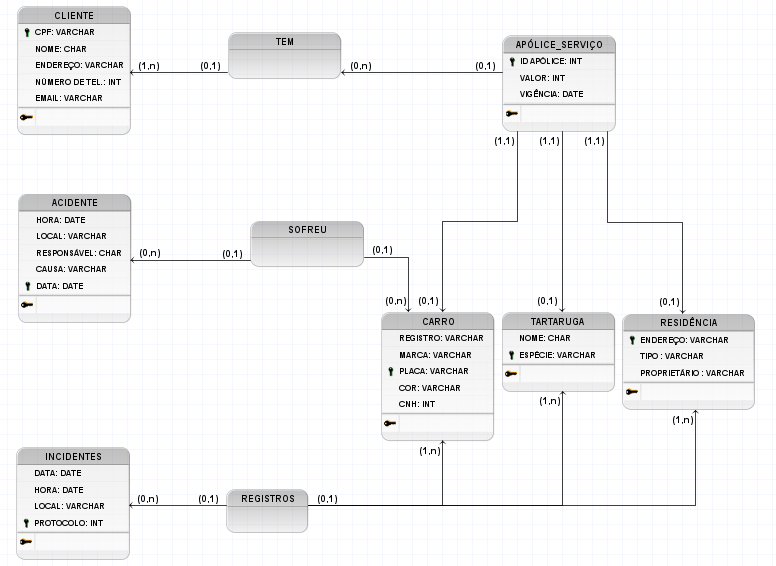 CLIENTE
CPF: VARCHAR
NOME: CHAR
ENDEREÇO: VARCHAR
NÚMERO DE TEL.: INT
EMAIL: VARCHAR
(1,n)
(0,1)
TEM
(0,n)
(0,1)
APÓLICE_SERVIÇO
ID APÓLICE: INT
VALOR: INT
VIGÊNCIA: DATE
(1,1)
(1,1)
(1,1)
ACIDENTE
HORA: DATE
LOCAL: VARCHAR
RESPONSÁVEL: CHAR
CAUSA: VARCHAR
DATA: DATE
(0,n)
(0,1)
SOFREU
(0,1)
(0,n)
(0,1)
(0,1)
(0,1)
CARRO
REGISTRO: VARCHAR
MARCA: VARCHAR
PLACA: VARCHAR
COR: VARCHAR
CNH: INT
TARTARUGA
NOME: CHAR
ESPÉCIE: VARCHAR
RESIDÊNCIA
ENDEREÇO: VARCHAR
TIPO : VARCHAR
PROPRIETÁRIO : VARCHAR
(1,n)
(1,n)
(1,n)
INCIDENTES
DATA: DATE
HORA: DATE
LOCAL: VARCHAR
PROTOCOLO: INT
(0,n)
(0,1)
REGISTROS
(0,1)